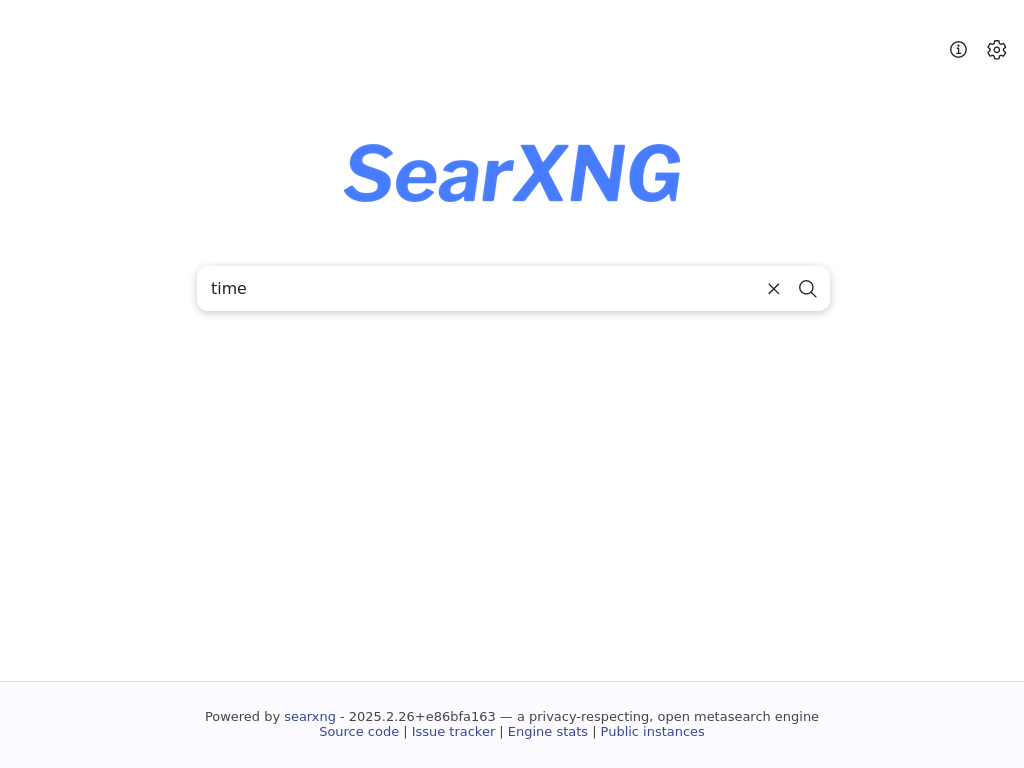 SearXNG
time
Powered by searxng - 2025.2.26+e86bfa163 — a privacy-respecting, open metasearch engine
Source code | Issue tracker | Engine stats | Public instances